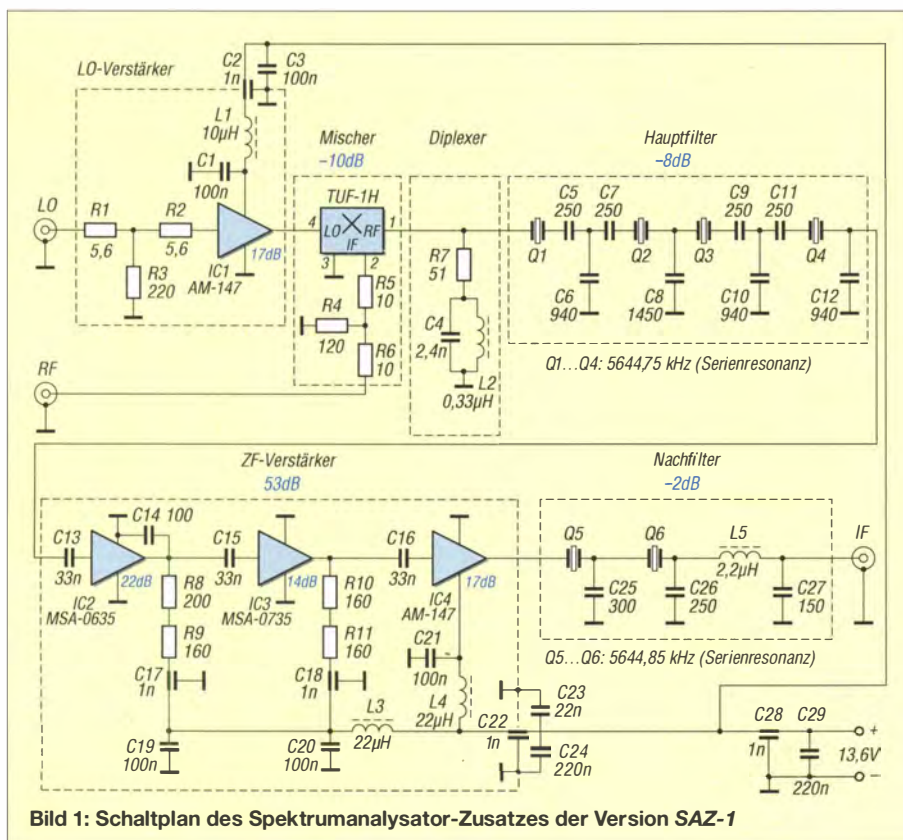 LO-Verstärker
C2
1n
C3
100n
L1
10µH
C1
100n
LO
R1
5,6
R2
5,6
R3
220
17dB
IC1
AM-147
Mischer
–10dB
TUF-1H
4
LO
RF
IF
1
3
2
R5
10
R4
120
R6
10
RF
Diplexer
R7
51
C4
2,4n
L2
0,33µH
Hauptfilter
–8dB
C5
250
C7
250
C9
250
C11
250
Q1
Q2
Q3
Q4
C6
940
C8
1450
C10
940
C12
940
Q1...Q4: 5644,75 kHz (Serienresonanz)
ZF-Verstärker
53dB
C13
33n
C14 100
22dB
IC2
MSA-0635
R8
200
R9
160
C17
1n
C19
100n
C15
33n
14dB
IC3
MSA-0735
R10
160
R11
160
C18
1n
C20
100n
L3
22µH
C16
33n
17dB
IC4
AM-147
C21
100n
L4
22µH
C22
1n
C23
22n
C24
220n
Nachfilter
–2dB
Q5
Q6
L5
2,2µH
IF
C25
300
C26
250
C27
150
Q5...Q6: 5644,85 kHz (Serienresonanz)
C28
1n
C29
220n
+
13,6V
–
Bild 1: Schaltplan des Spektrumanalysator-Zusatzes der Version SAZ-1